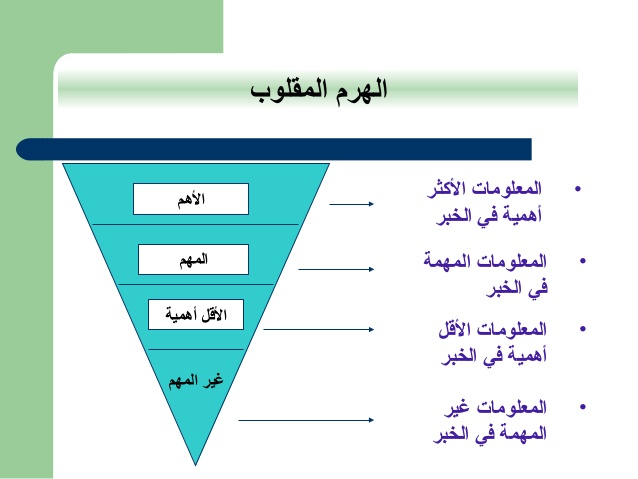 الهرم المقلوب
الأهم
المعلومات الأكثر
أهمية في الخبر
المهم
المعلومات المهمة
في الخبر
الأقل أهمية
المعلومات الأقل
أهمية في الخبر
غير المهم
المعلومات غير
المهمة في الخبر